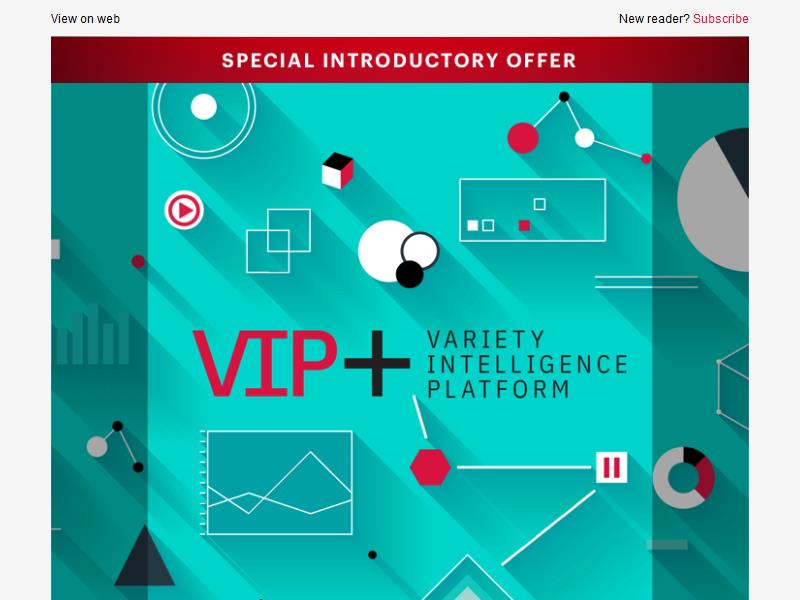 View on web
New reader? Subscribe
SPECIAL INTRODUCTORY OFFER
VIP+
VARIETY
INTELLIGENCE
PLATFORM